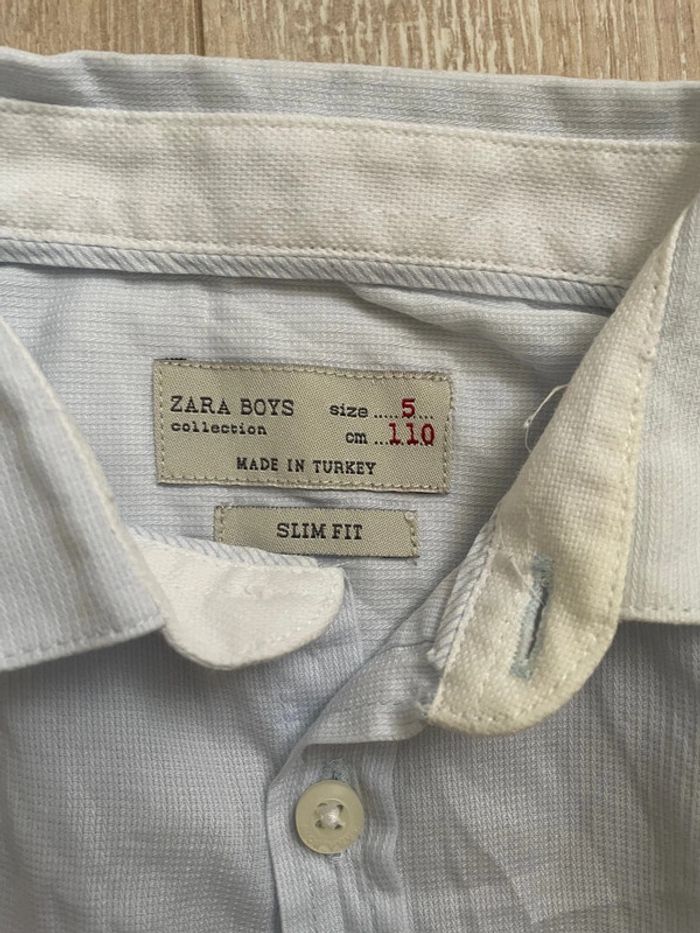 ZARA BOYS size.....5...
collection cm...110
MADE IN TURKEY
SLIM FIT